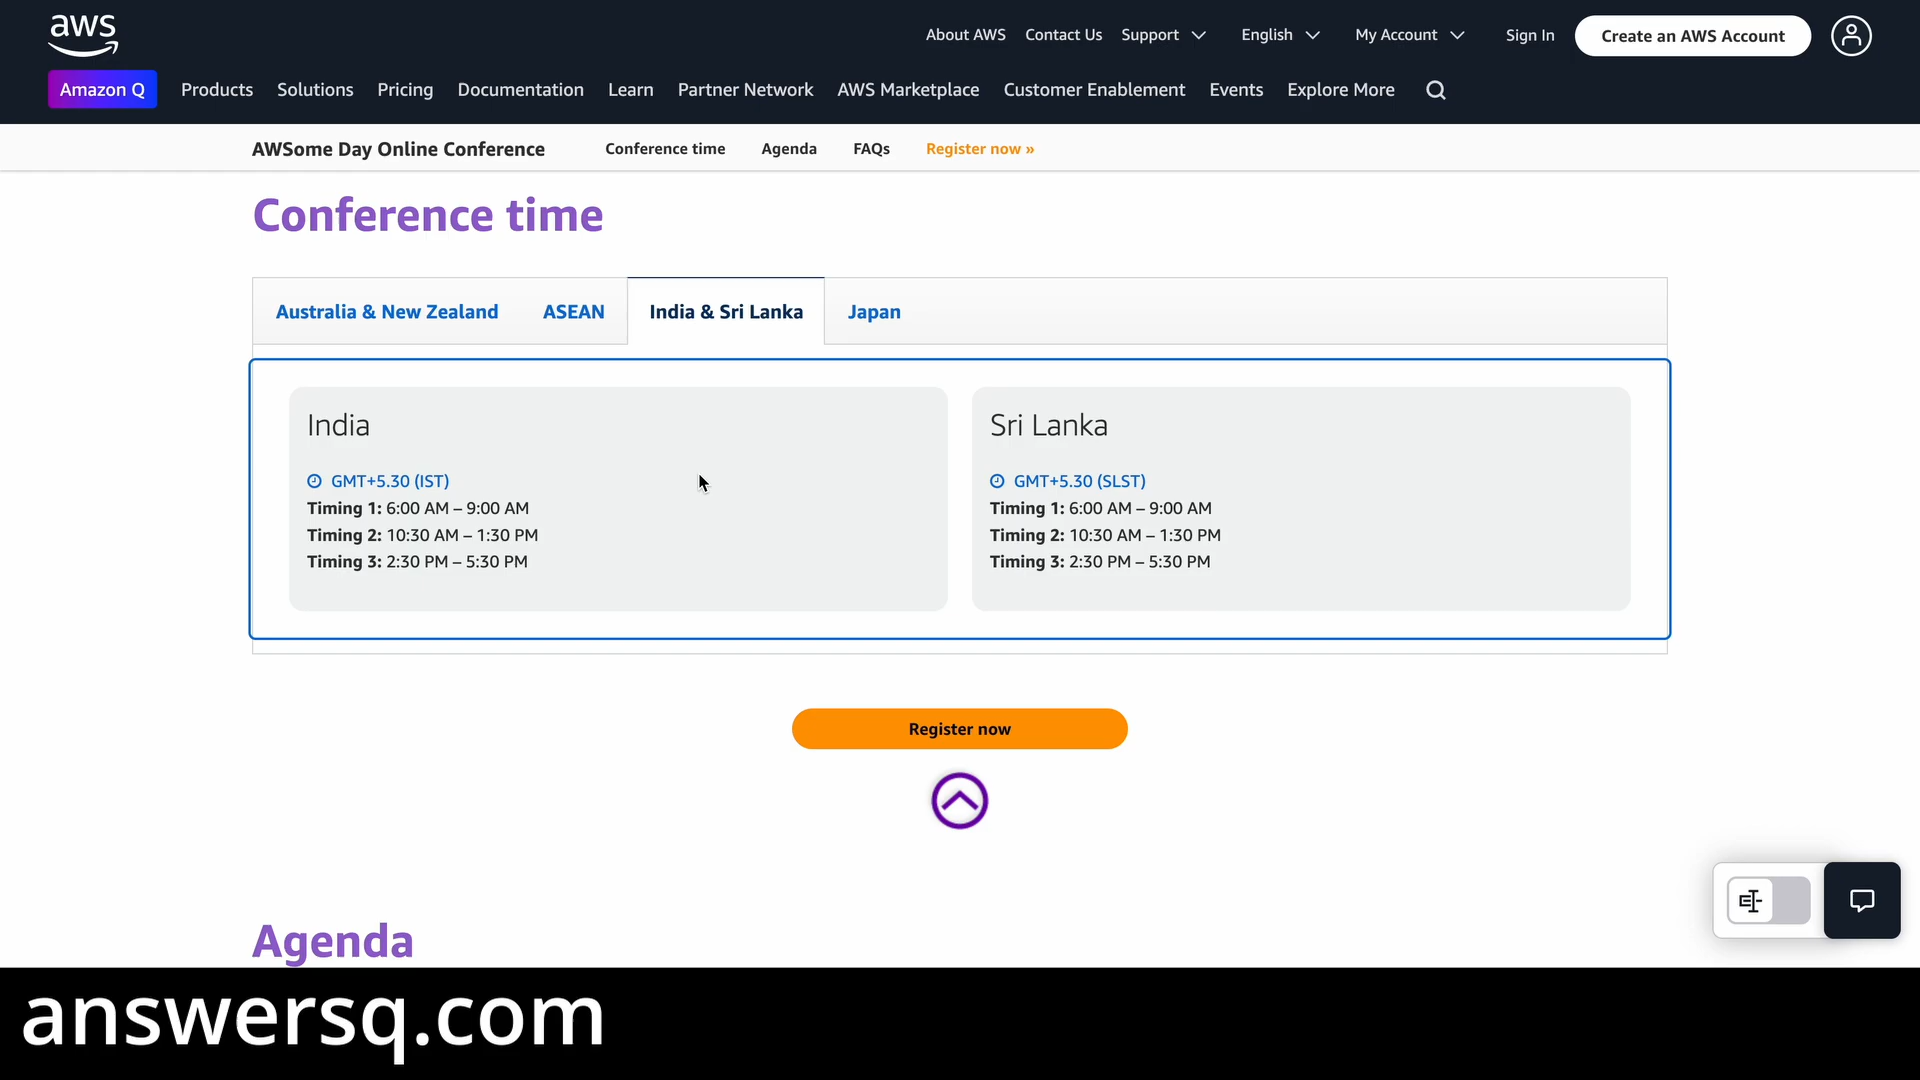 aws
About AWS Contact Us Support English My Account Sign In Create an AWS Account
Amazon Q Products Solutions Pricing Documentation Learn Partner Network AWS Marketplace Customer Enablement Events Explore More
AWSome Day Online Conference Conference time Agenda FAQs Register now »
Conference time
Australia & New Zealand ASEAN India & Sri Lanka Japan
India
GMT+5.30 (IST)
Timing 1: 6:00 AM – 9:00 AM
Timing 2: 10:30 AM – 1:30 PM
Timing 3: 2:30 PM – 5:30 PM
Sri Lanka
GMT+5.30 (SLST)
Timing 1: 6:00 AM – 9:00 AM
Timing 2: 10:30 AM – 1:30 PM
Timing 3: 2:30 PM – 5:30 PM
Register now
Agenda
answersq.com